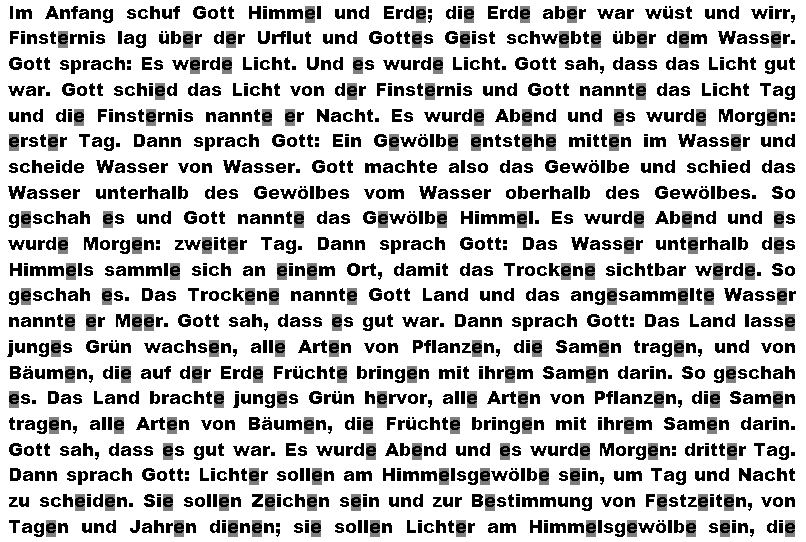 Im Anfang schuf Gott Himmel und Erde; die Erde aber war wüst und wirr,
Finsternis lag über der Urflut und Gottes Geist schwebte über dem Wasser.
Gott sprach: Es werde Licht. Und es wurde Licht. Gott sah, dass das Licht gut
war. Gott schied das Licht von der Finsternis und Gott nannte das Licht Tag
und die Finsternis nannte er Nacht. Es wurde Abend und es wurde Morgen:
erster Tag. Dann sprach Gott: Ein Gewölbe entstehe mitten im Wasser und
scheide Wasser von Wasser. Gott machte also das Gewölbe und schied das
Wasser unterhalb des Gewölbes vom Wasser oberhalb des Gewölbes. So
geschah es und Gott nannte das Gewölbe Himmel. Es wurde Abend und es
wurde Morgen: zweiter Tag. Dann sprach Gott: Das Wasser unterhalb des
Himmels sammle sich an einem Ort, damit das Trockene sichtbar werde. So
geschah es. Das Trockene nannte Gott Land und das angesammelte Wasser
nannte er Meer. Gott sah, dass es gut war. Dann sprach Gott: Das Land lasse
junges Grün wachsen, alle Arten von Pflanzen, die Samen tragen, und von
Bäumen, die auf der Erde Früchte bringen mit ihrem Samen darin. So geschah
es. Das Land brachte junges Grün hervor, alle Arten von Pflanzen, die Samen
tragen, alle Arten von Bäumen, die Früchte bringen mit ihrem Samen darin.
Gott sah, dass es gut war. Es wurde Abend und es wurde Morgen: dritter Tag.
Dann sprach Gott: Lichter sollen am Himmelsgewölbe sein, um Tag und Nacht
zu scheiden. Sie sollen Zeichen sein und zur Bestimmung von Festzeiten, von
Tagen und Jahren dienen; sie sollen Lichter am Himmelsgewölbe sein, die